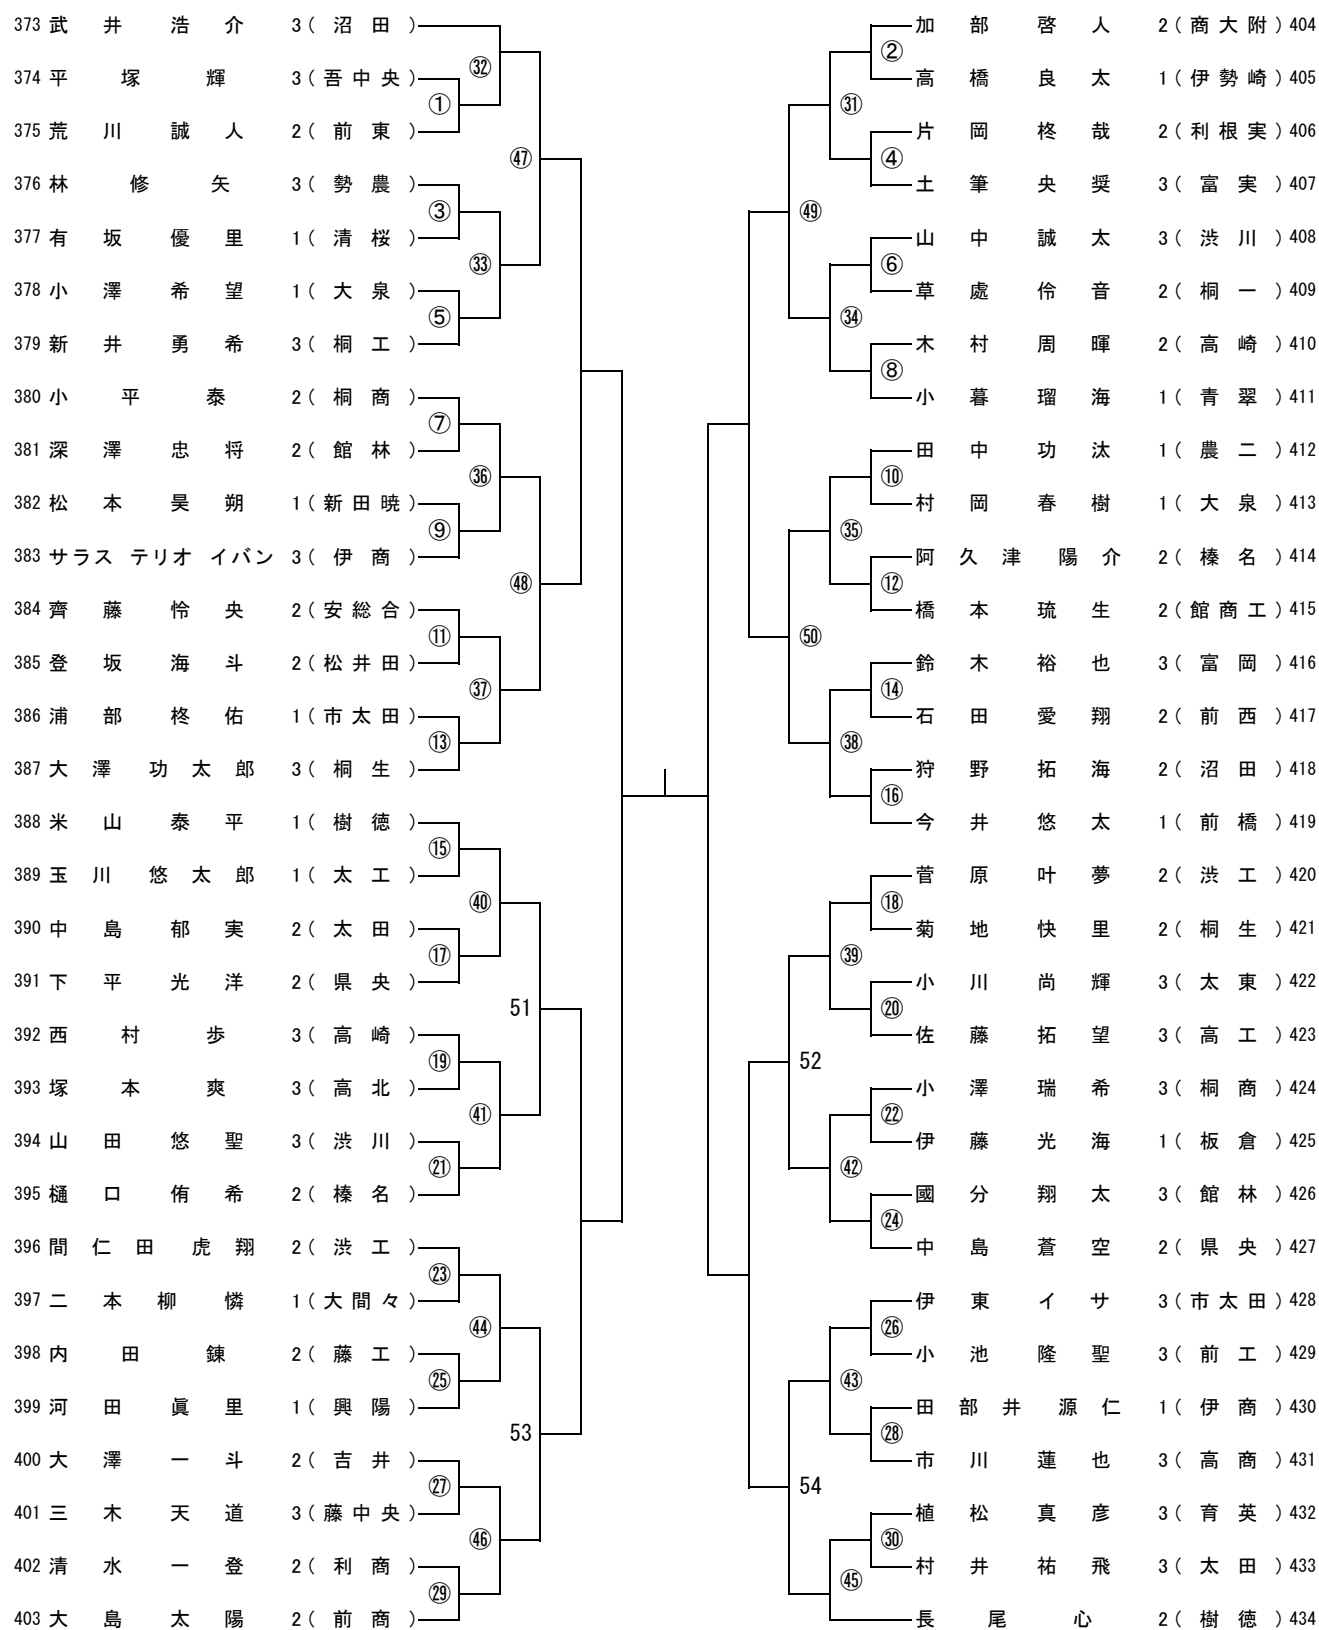 373 武井 浩介 3(沼田)
374 平塚 輝 3(吾中央)
375 荒川 誠人 2(前東)
376 林 修矢 3(勢農)
377 有坂 優里 1(清桜)
378 小澤 希望 1(大泉)
379 新井 勇希 3(桐工)
380 小平 泰 2(桐商)
381 深澤 忠将 2(館林)
382 松本 昊朔 1(新田暁)
383 サラス テリオ イバン 3(伊商)
384 齊藤 怜央 2(安総合)
385 登坂 海斗 2(松井田)
386 浦部 柊佑 1(市太田)
387 大澤 功太郎 3(桐生)
388 米山 泰平 1(樹徳)
389 玉川 悠太郎 1(太工)
390 中島 郁実 2(太田)
391 下平 光洋 2(県央)
392 西村 歩 3(高崎)
393 塚本 爽 3(高北)
394 山田 悠聖 3(渋川)
395 樋口 侑希 2(榛名)
396 間仁田 虎翔 2(渋工)
397 二本柳 憐 1(大間々)
398 内田 錬 2(藤工)
399 河田 眞里 1(興陽)
400 大澤 一斗 2(吉井)
401 三木 天道 3(藤中央)
402 清水 一登 2(利商)
403 大島 太陽 2(前商)
①
③
⑤
⑦
⑨
⑪
⑬
⑮
⑰
⑲
㉑
㉓
㉕
㉗
㉙
㉜
㉝
㊱
㊲
㊵
㊶
㊹
㊻
㊼
㊽
51
53
㊾
㊿
52
54
㉛
㉞
㉟
㊳
㊴
㊷
㊸
㊺
②
④
⑥
⑧
⑩
⑫
⑭
⑯
⑱
⑳
㉒
㉔
㉖
㉘
㉚
加部 啓人 2(商大附)404
高橋 良太 1(伊勢崎)405
片岡 柊哉 2(利根実)406
土筆 央奨 3(富実)407
山中 誠太 3(渋川)408
草處 伶音 2(桐一)409
木村 周暉 2(高崎)410
小暮 瑠海 1(青翠)411
田中 功汰 1(農二)412
村岡 春樹 1(大泉)413
阿久津 陽介 2(榛名)414
橋本 琉生 2(館商工)415
鈴木 裕也 3(富岡)416
石田 愛翔 2(前西)417
狩野 拓海 2(沼田)418
今井 悠太 1(前橋)419
菅原 叶夢 2(渋工)420
菊地 快里 2(桐生)421
小川 尚輝 3(太東)422
佐藤 拓望 3(高工)423
小澤 瑞希 3(桐商)424
伊藤 光海 1(板倉)425
國分 翔太 3(館林)426
中島 蒼空 2(県央)427
伊東 イサ 3(市太田)428
小池 隆聖 3(前工)429
田部井 源仁 1(伊商)430
市川 蓮也 3(高商)431
植松 真彦 3(育英)432
村井 祐飛 3(太田)433
長尾 心 2(樹徳)434